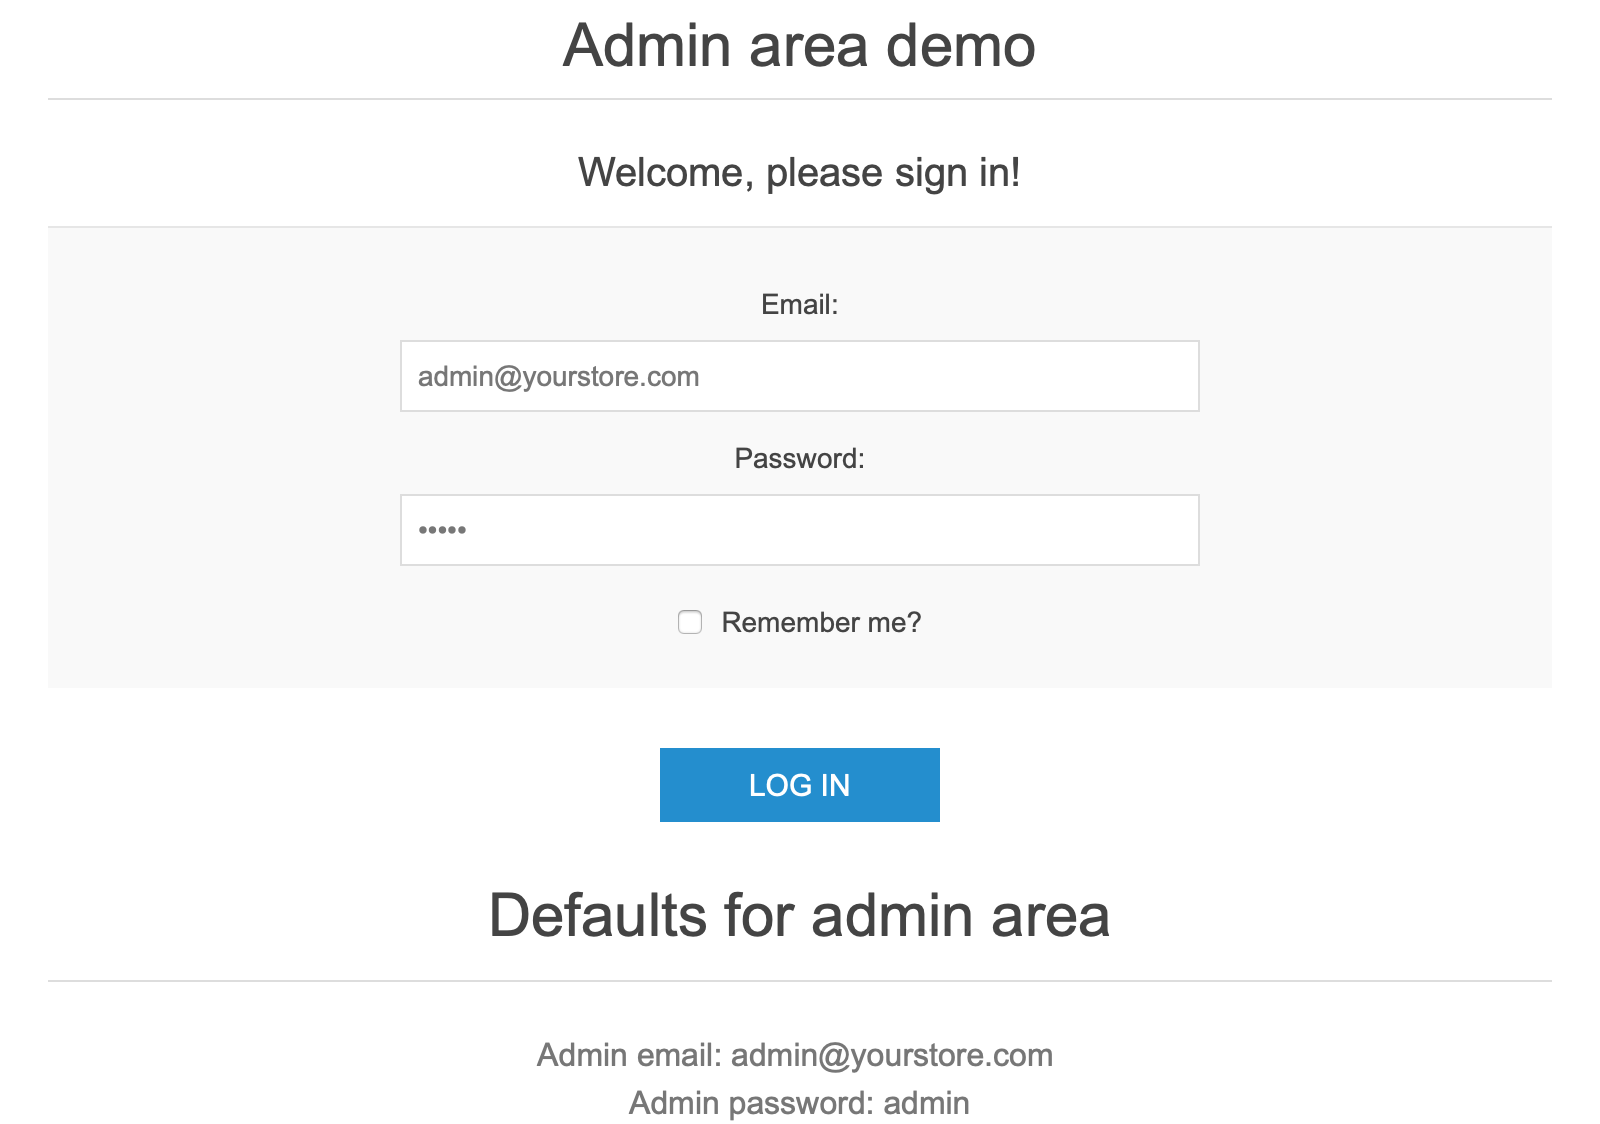 Admin area demo
Welcome, please sign in!
Email:
admin@yourstore.com
Password:
•••••
Remember me?
LOG IN
Defaults for admin area
Admin email: admin@yourstore.com
Admin password: admin